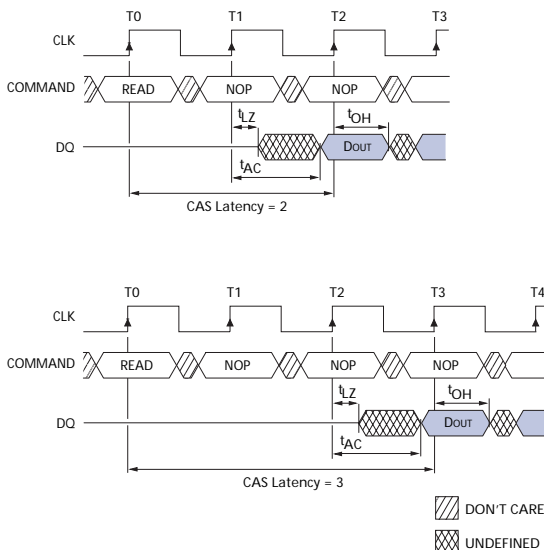 T0 T1 T2 T3
CLK
COMMAND READ NOP NOP
tLZ tOH
DQ DOUT
tAC
CAS Latency = 2
T0 T1 T2 T3 T4
CLK
COMMAND READ NOP NOP NOP
tLZ tOH
DQ DOUT
tAC
CAS Latency = 3
DON'T CARE
UNDEFINED